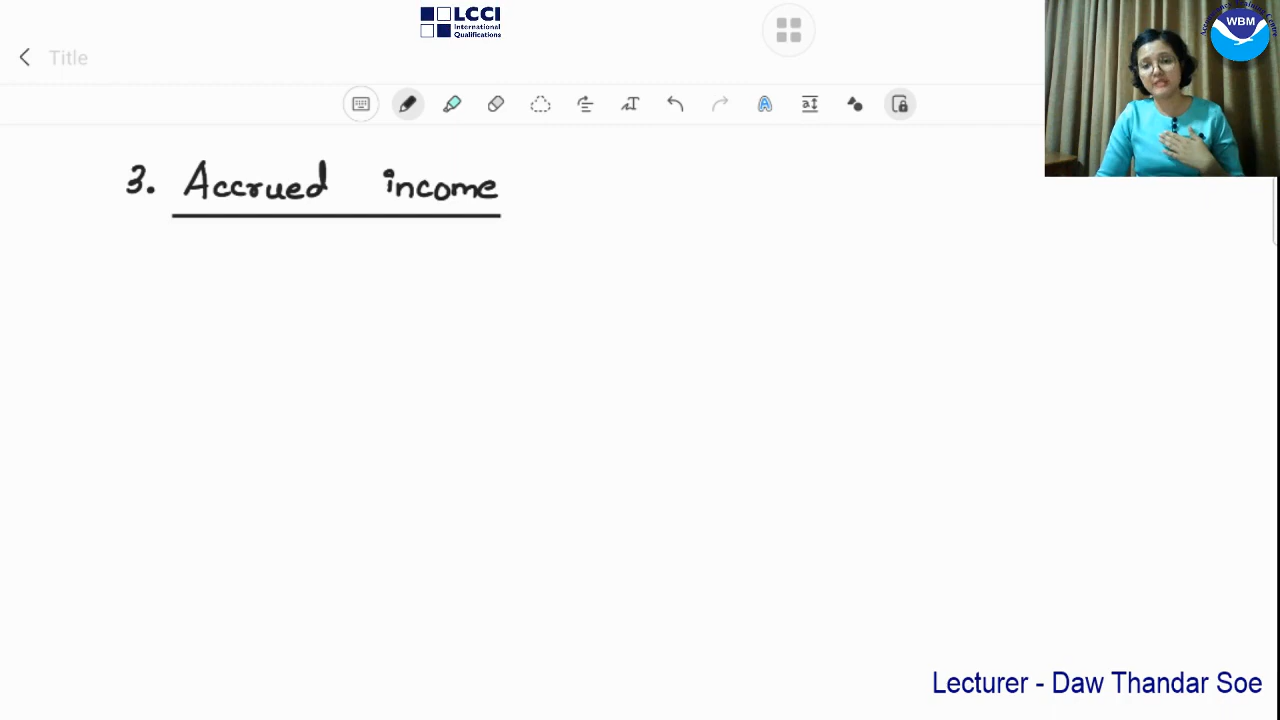 LCCI
International
Qualifications
WBM
Title
3. Accrued income
Lecturer - Daw Thandar Soe